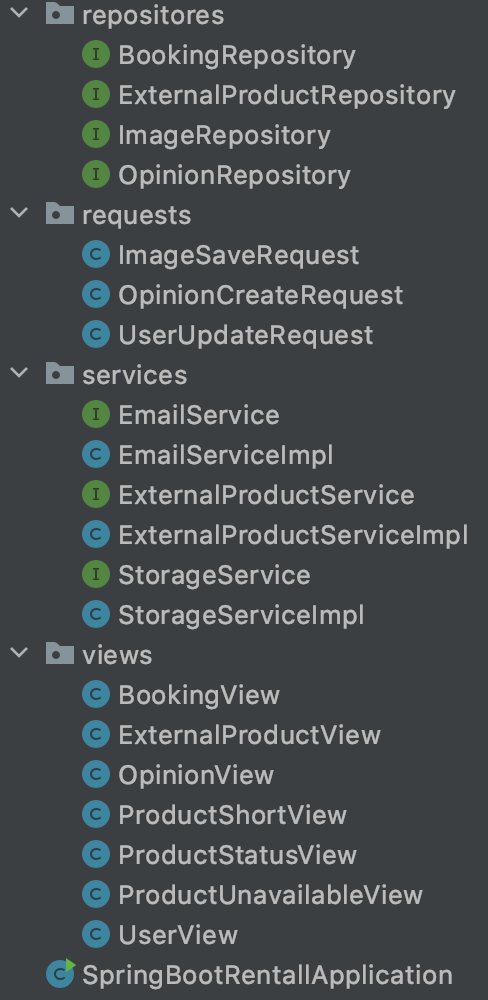 repositores
I BookingRepository
I ExternalProductRepository
I ImageRepository
I OpinionRepository
requests
C ImageSaveRequest
C OpinionCreateRequest
C UserUpdateRequest
services
I EmailService
C EmailServiceImpl
I ExternalProductService
C ExternalProductServiceImpl
I StorageService
C StorageServiceImpl
views
C BookingView
C ExternalProductView
C OpinionView
C ProductShortView
C ProductStatusView
C ProductUnavailableView
C UserView
C SpringBootRentallApplication